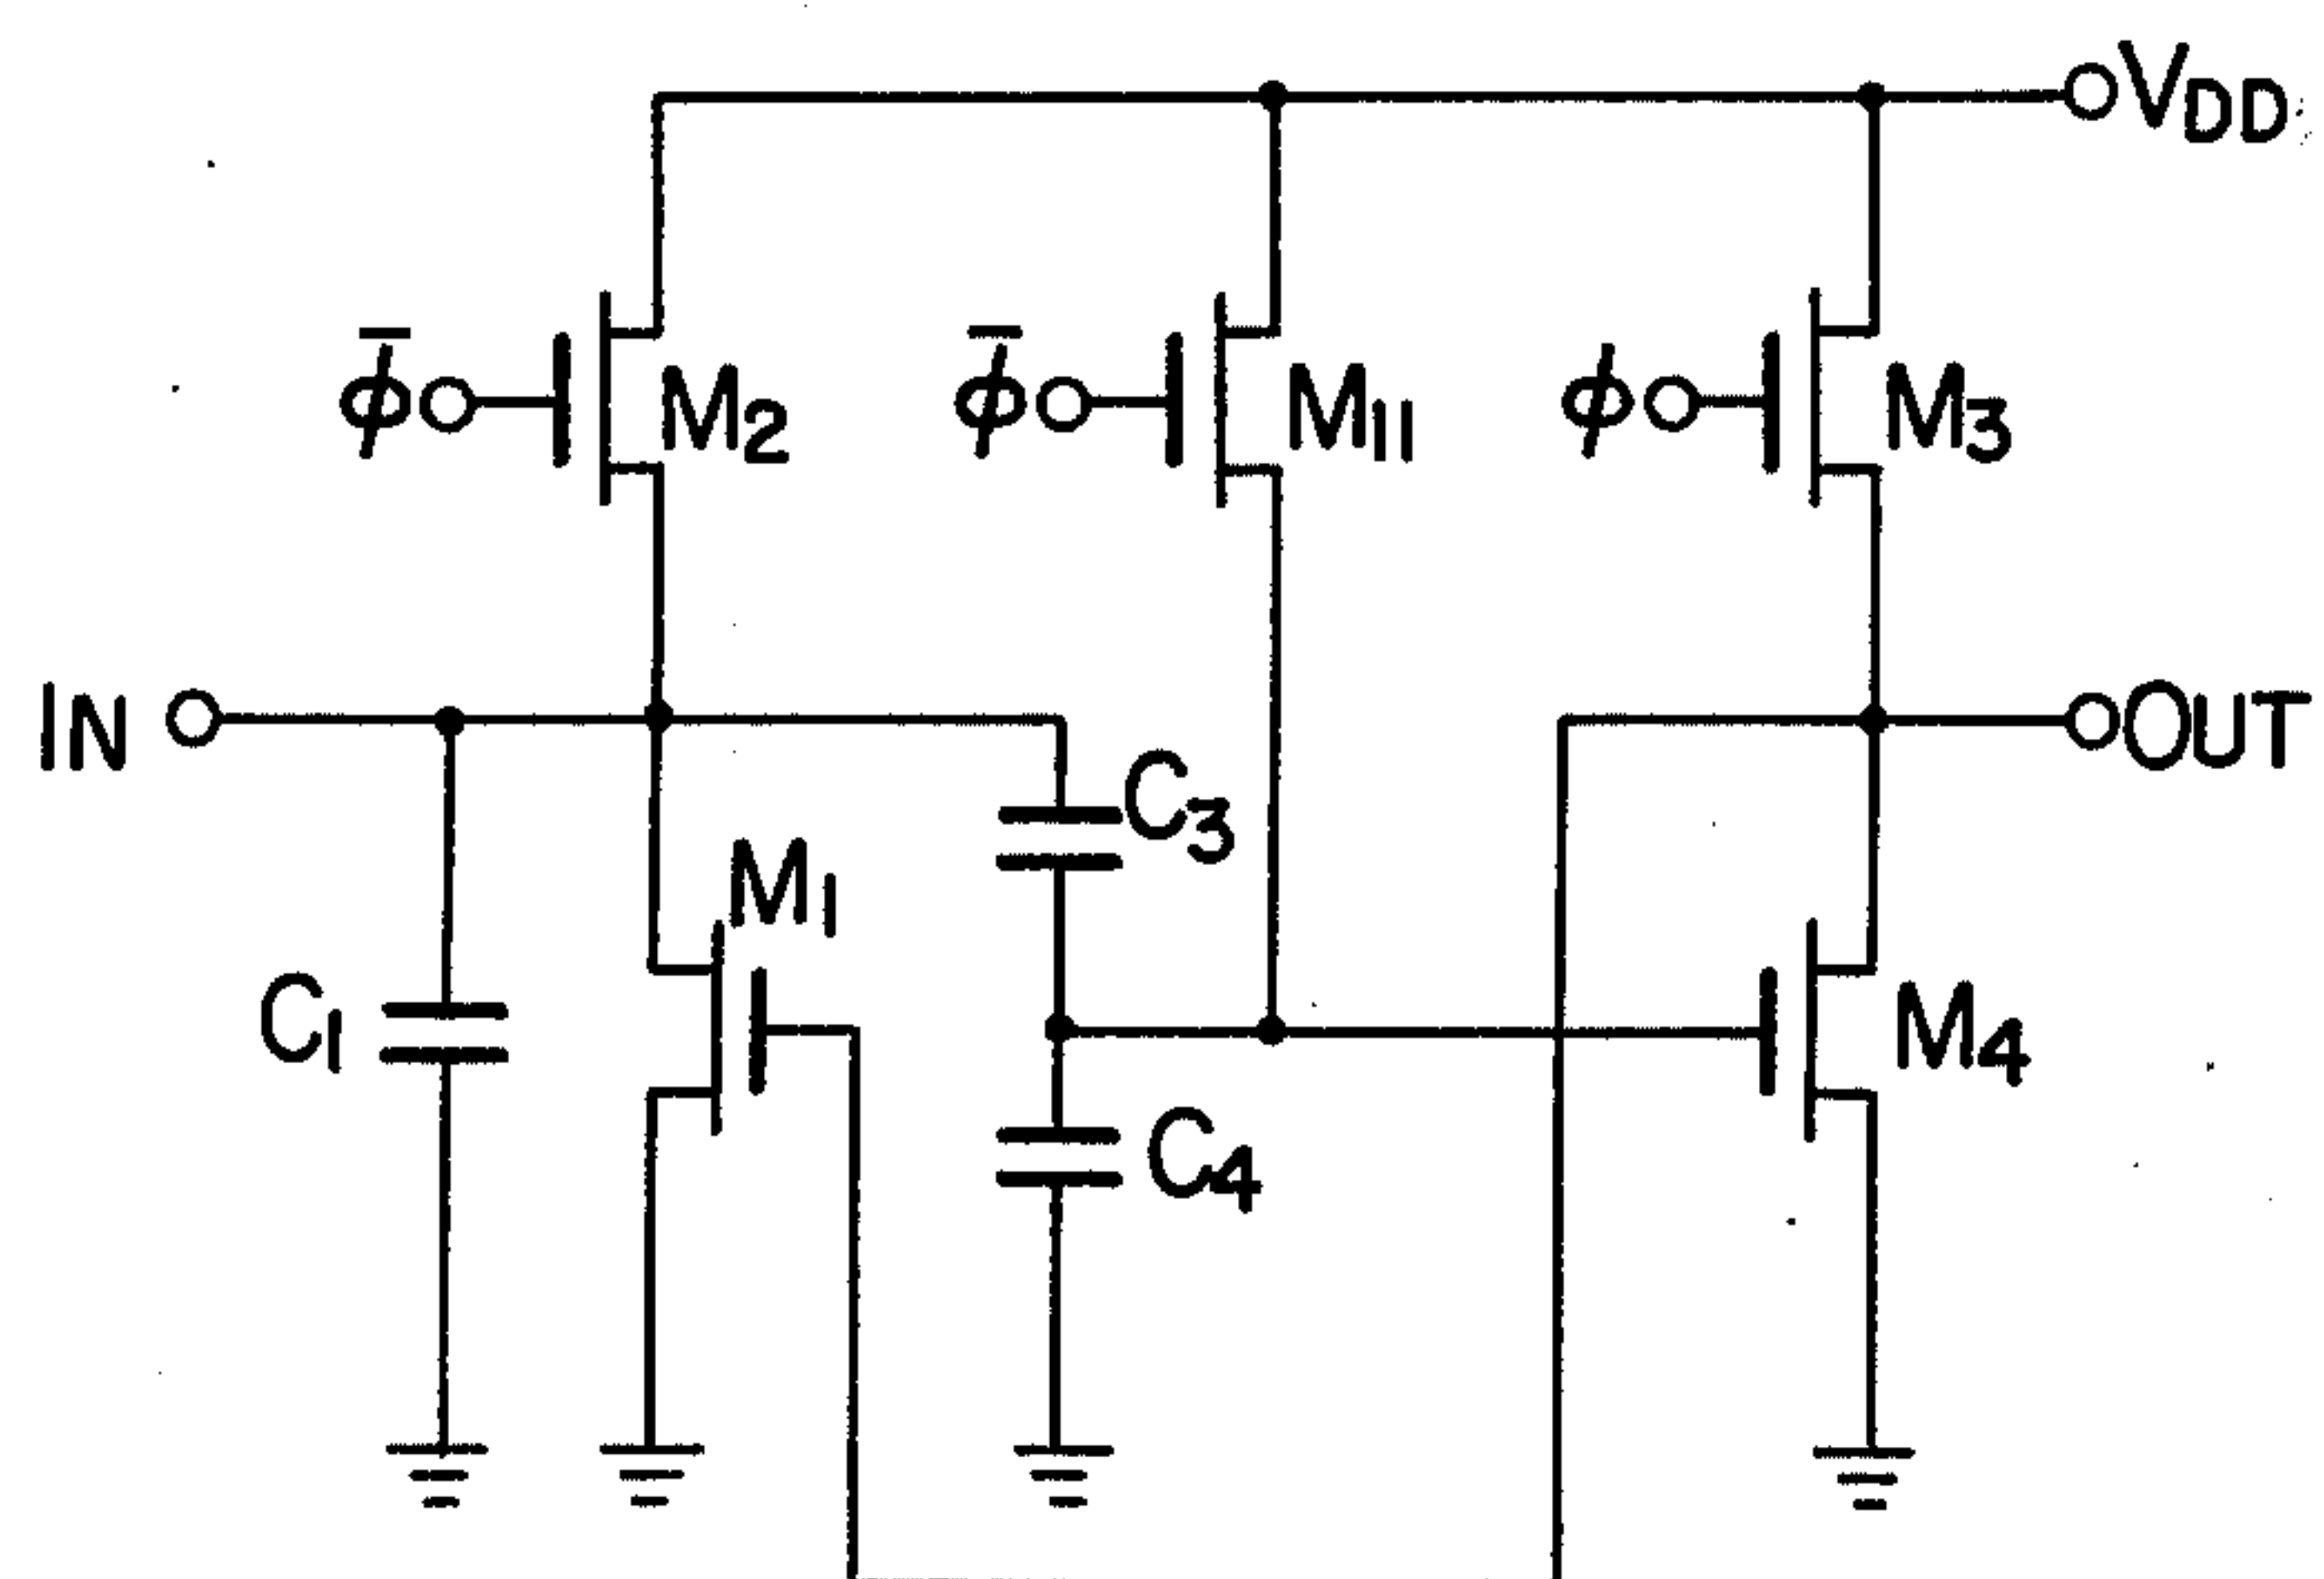 VDD
φ̄ M2 φ̄ M11 φ M3
IN OUT
C3
M1
C1 M4
C4